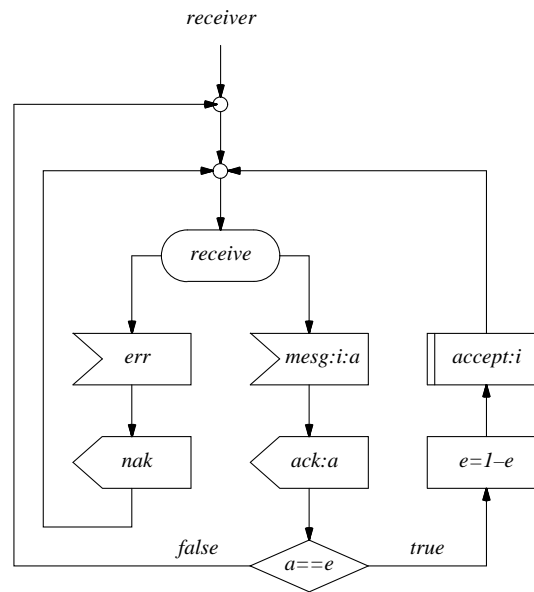 receiver
receive
err
mesg:i:a
accept:i
nak
ack:a
e=1–e
false
true
a==e